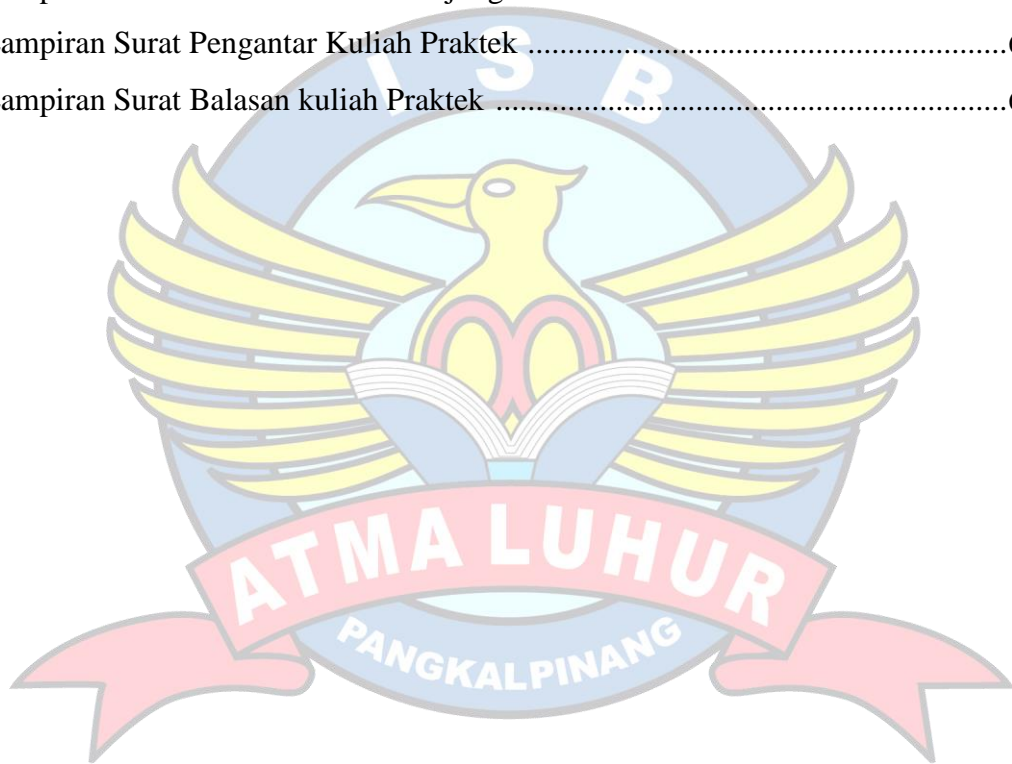 ampiran Surat Pengantar Kuliah Praktek ..............................................................
ampiran Surat Balasan kuliah Praktek ..................................................................
I S B
ATMA LUHUR
PANGKALPINANG